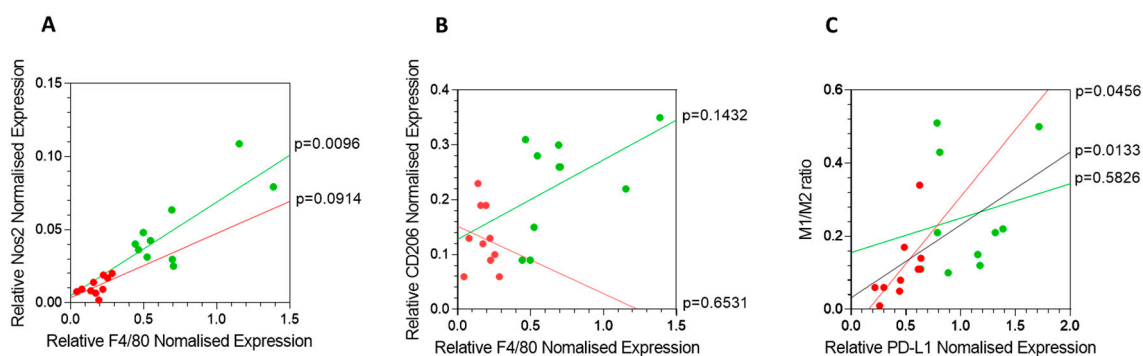 A
B
C
Relative Nos2 Normalised Expression
0.15
0.10
0.05
0.00
0.0
0.5
1.0
1.5
Relative F4/80 Nomalised Expression
p=0.0096
p=0.0914
Relative CD206 Normalised Expression
0.4
0.3
0.2
0.1
0.0
0.0
0.5
1.0
1.5
Relative F4/80 Nomalised Expression
p=0.1432
p=0.6531
M1/M2 ratio
0.6
0.4
0.2
0.0
0.0
0.5
1.0
1.5
2.0
Relative PD-L1 Nomalised Expression
p=0.0456
p=0.0133
p=0.5826